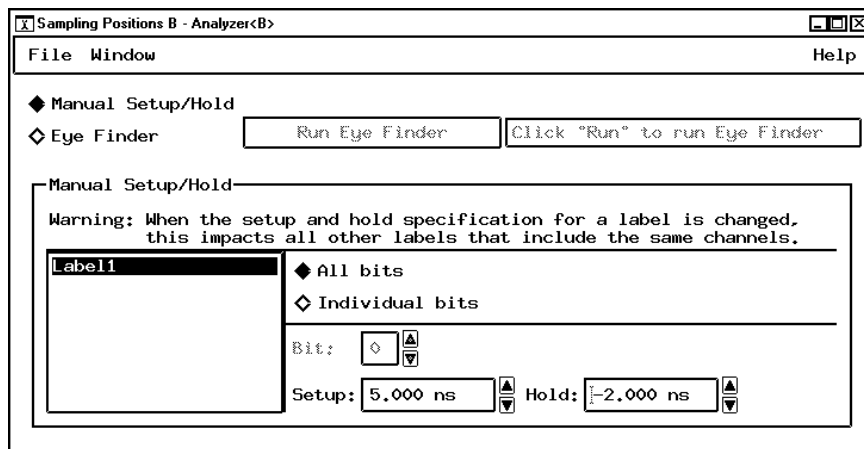 Sampling Positions B - Analyzer<B>
File Window Help
Manual Setup/Hold
Eye Finder Run Eye Finder Click "Run" to run Eye Finder
Manual Setup/Hold
Warning: When the setup and hold specification for a label is changed,
this impacts all other labels that include the same channels.
Label1
All bits
Individual bits
Bit: 0
Setup: 5.000 ns Hold: -2.000 ns